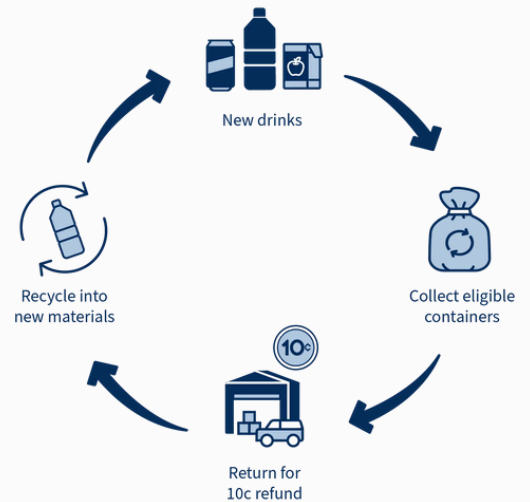 New drinks
Collect eligible
containers
10c
Return for
10c refund
Recycle into
new materials